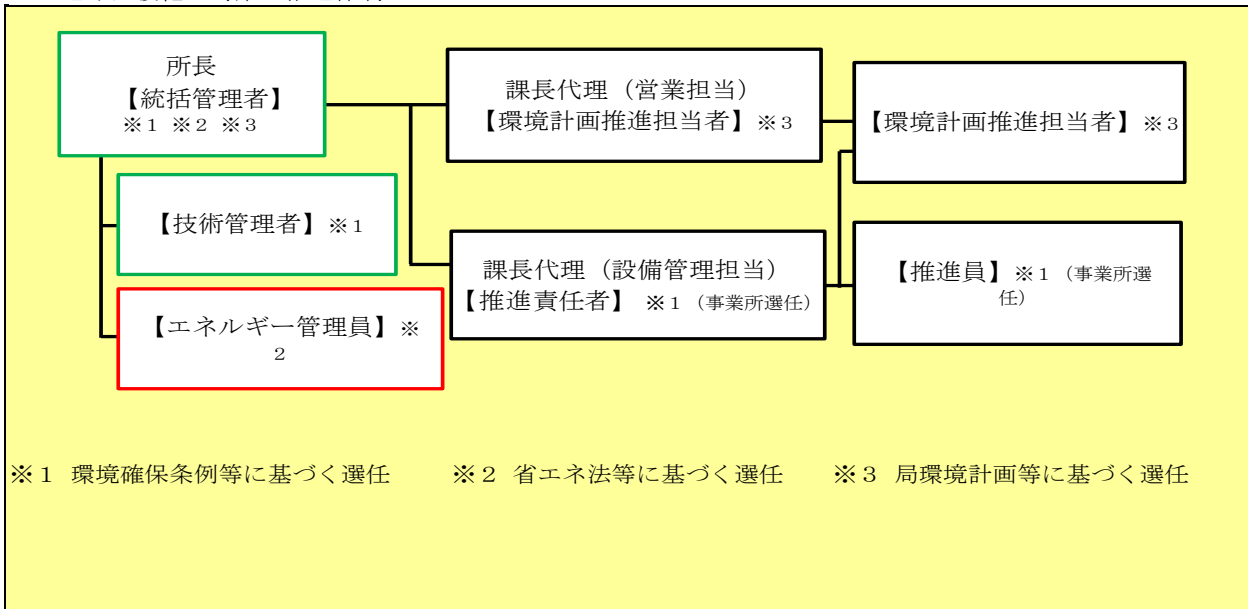 所長
【統括管理者】
※1 ※2 ※3
課長代理（営業担当）
【環境計画推進担当者】※3
【環境計画推進担当者】※3
【技術管理者】※1
課長代理（設備管理担当）
【推進責任者】 ※1（事業所選任）
【推進員】※1（事業所選
任）
【エネルギー管理員】※
2
※1 環境確保条例等に基づく選任 ※2 省エネ法等に基づく選任 ※3 局環境計画等に基づく選任